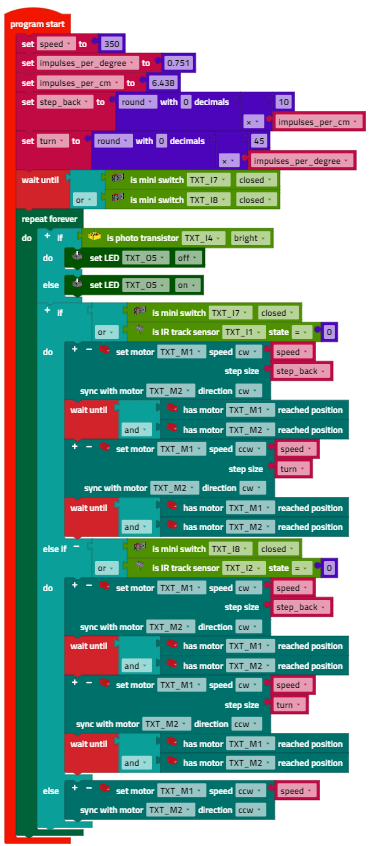 program start
set speed to 350
set impulses_per_degree to 0.751
set impulses_per_cm to 6.438
set step_back to round with 0 decimals 10
× impulses_per_cm
set turn to round with 0 decimals 45
× impulses_per_degree
wait until is mini switch TXT_I7 closed
or is mini switch TXT_I8 closed
repeat forever
do + if is photo transistor TXT_I4 bright
do set LED TXT_O5 off
else set LED TXT_O5 on
+ if is mini switch TXT_I7 closed
or is IR track sensor TXT_I1 state = 0
do + − set motor TXT_M1 speed cw speed
step size step_back
sync with motor TXT_M2 direction cw
wait until has motor TXT_M1 reached position
and has motor TXT_M2 reached position
+ − set motor TXT_M1 speed ccw speed
step size turn
sync with motor TXT_M2 direction cw
wait until has motor TXT_M1 reached position
and has motor TXT_M2 reached position
else if − is mini switch TXT_I8 closed
or is IR track sensor TXT_I2 state = 0
do + − set motor TXT_M1 speed cw speed
step size step_back
sync with motor TXT_M2 direction cw
wait until has motor TXT_M1 reached position
and has motor TXT_M2 reached position
+ − set motor TXT_M1 speed cw speed
step size turn
sync with motor TXT_M2 direction ccw
wait until has motor TXT_M1 reached position
and has motor TXT_M2 reached position
else + − set motor TXT_M1 speed ccw speed
sync with motor TXT_M2 direction ccw